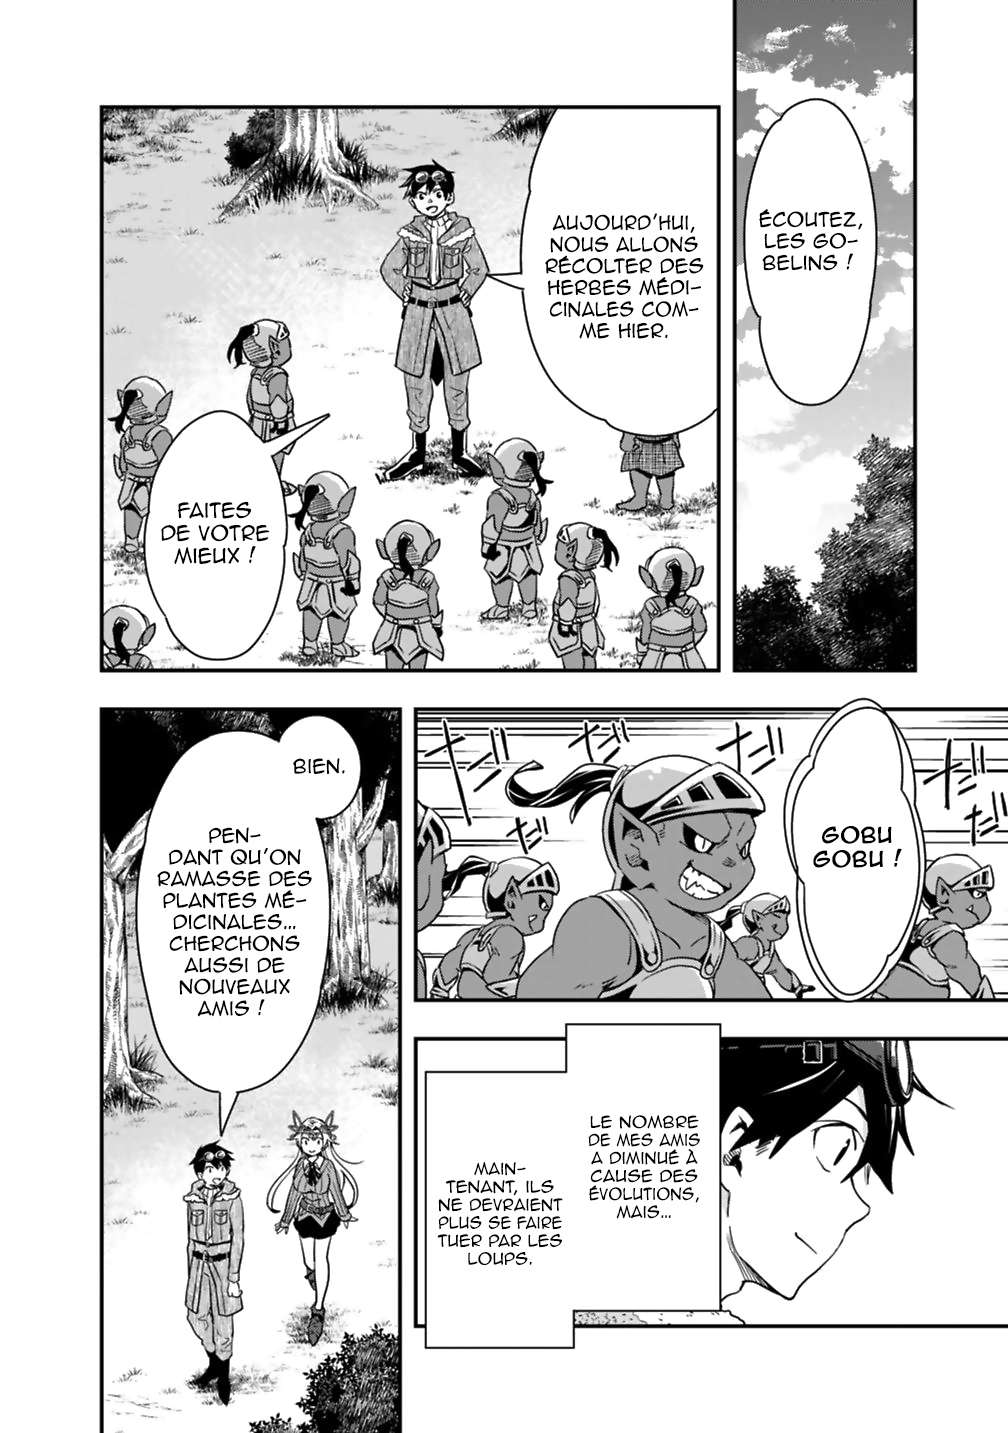 ÉCOUTEZ,
LES GO-
BELINS !
AUJOURD'HUI,
NOUS ALLONS
RÉCOLTER DES
HERBES MÉDI-
CINALES COM-
ME HIER.
FAITES
DE VOTRE
MIEUX !
GOBU
GOBU !
LE NOMBRE
DE MES AMIS
A DIMINUÉ À
CAUSE DES
ÉVOLUTIONS,
MAIS...
MAIN-
TENANT, ILS
NE DEVRAIENT
PLUS SE FAIRE
TUER PAR LES
LOUPS.
BIEN.
PEN-
DANT QU'ON
RAMASSE DES
PLANTES MÉ-
DICINALES...
CHERCHONS
AUSSI DE
NOUVEAUX
AMIS !